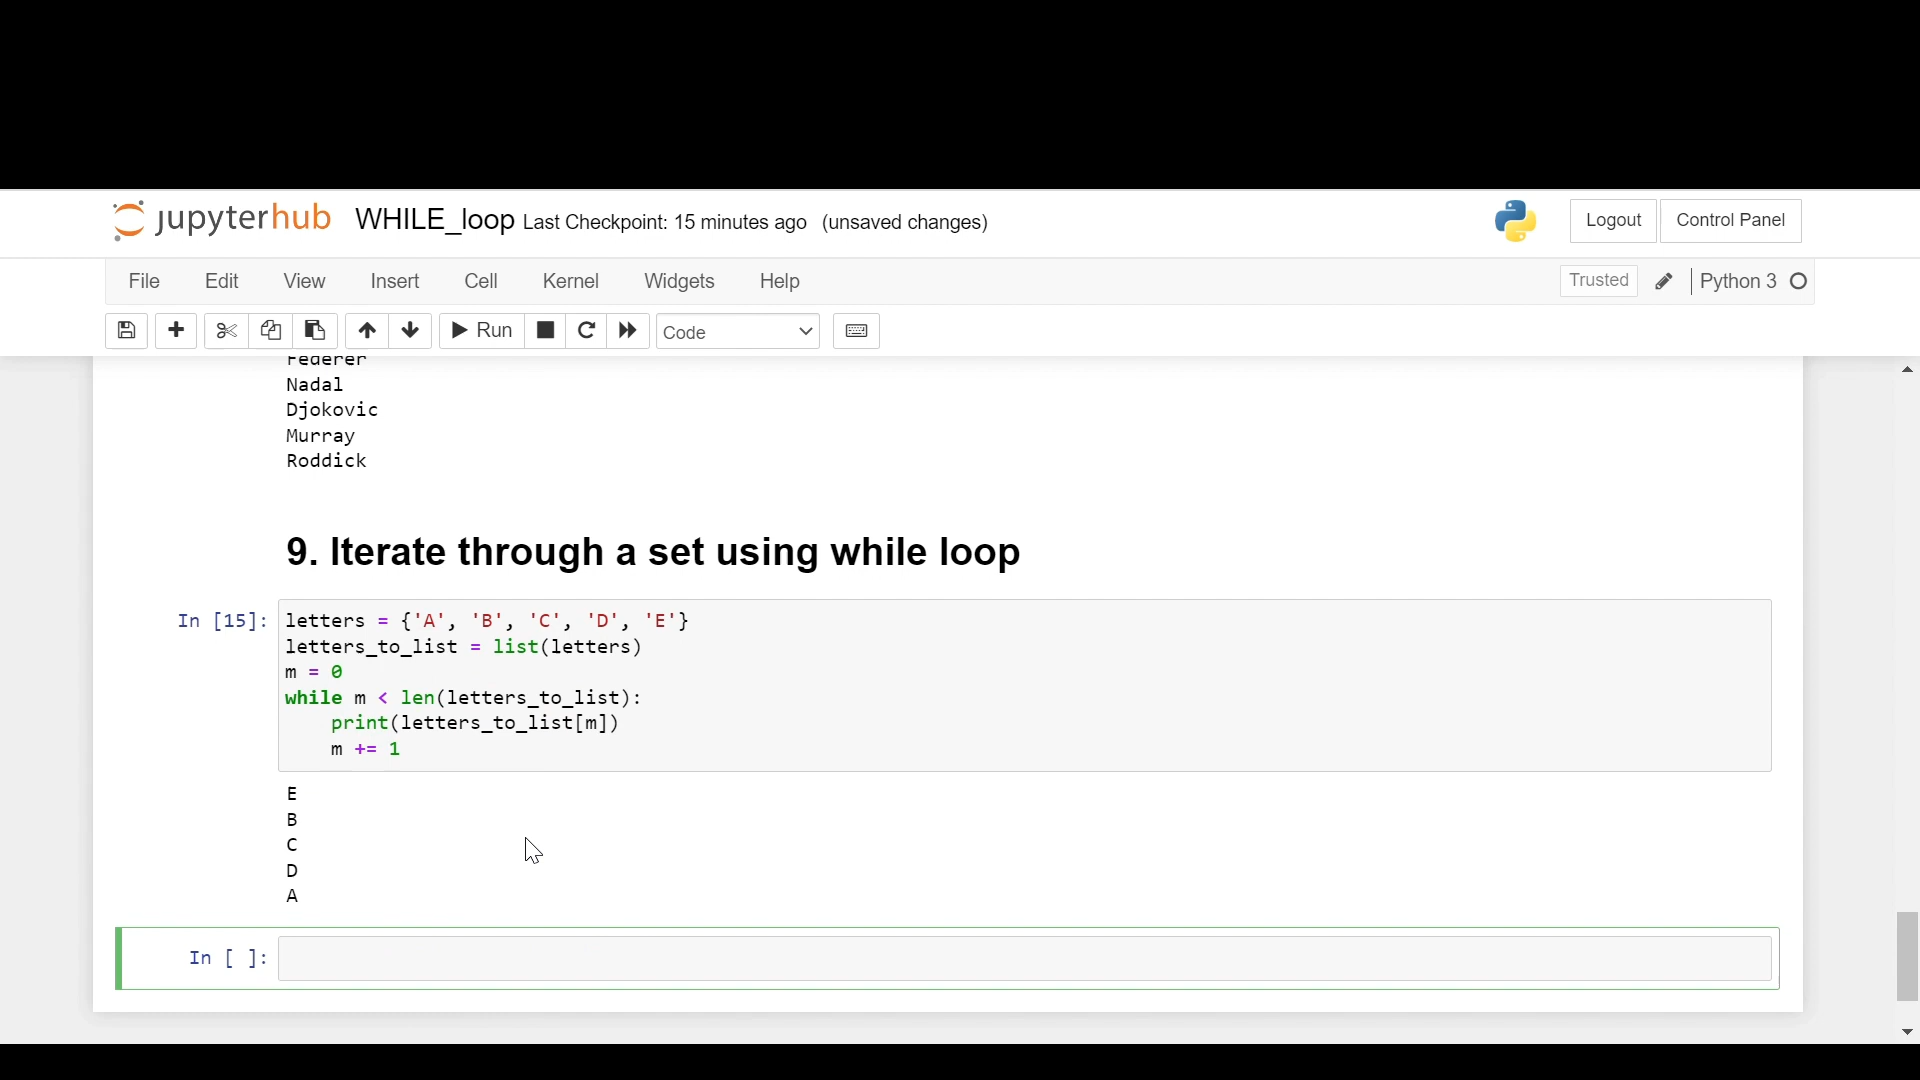 jupyterhub WHILE_loop Last Checkpoint: 15 minutes ago (unsaved changes) Logout Control Panel
File Edit View Insert Cell Kernel Widgets Help Trusted Python 3
Run Code
Federer
Nadal
Djokovic
Murray
Roddick
9. Iterate through a set using while loop
In [15]: letters = {'A', 'B', 'C', 'D', 'E'}
letters_to_list = list(letters)
m = 0
while m < len(letters_to_list):
    print(letters_to_list[m])
    m += 1
E
B
C
D
A
In [ ]: